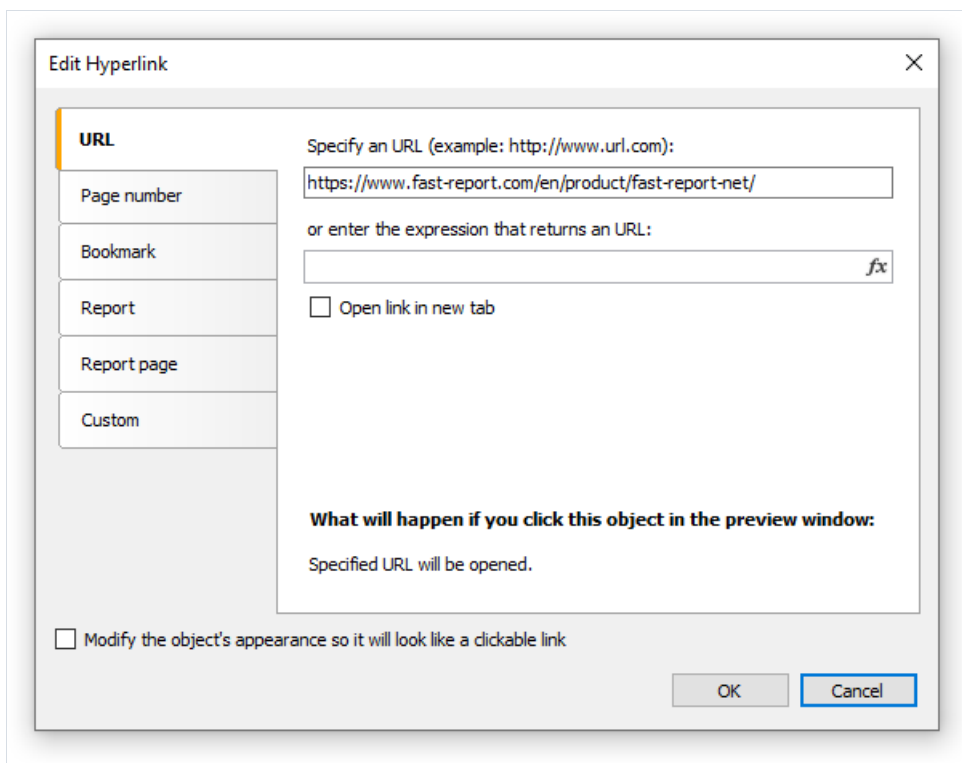 Edit Hyperlink
URL
Page number
Bookmark
Report
Report page
Custom
Specify an URL (example: http://www.url.com):
https://www.fast-report.com/en/product/fast-report-net/
or enter the expression that returns an URL:
fx
Open link in new tab
What will happen if you click this object in the preview window:
Specified URL will be opened.
Modify the object's appearance so it will look like a clickable link
OK
Cancel